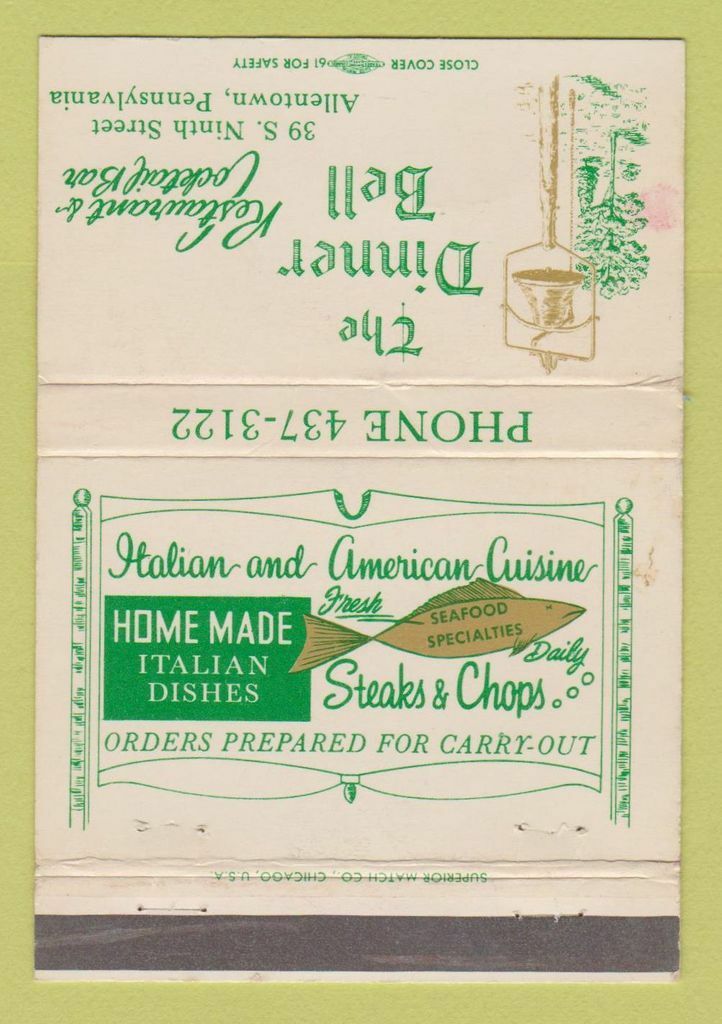 CLOSE COVER 61 FOR SAFETY
The
Dinner
Bell
Restaurant &
Cocktail Bar
39 S. Ninth Street
Allentown, Pennsylvania
PHONE 437-3122
Italian and American Cuisine
HOME MADE
ITALIAN
DISHES
Fresh
SEAFOOD
SPECIALTIES
Daily
Steaks & Chops...
ORDERS PREPARED FOR CARRY-OUT
SUPERIOR MATCH CO., CHICAGO, U.S.A.